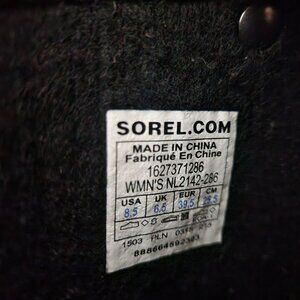 SOREL.COM
MADE IN CHINA
Fabriqué En Chine
1627371286
WMN'S NL2142-286
USA UK EUR CM
8.5 6.5 39.5 25.5
1503
888664592303